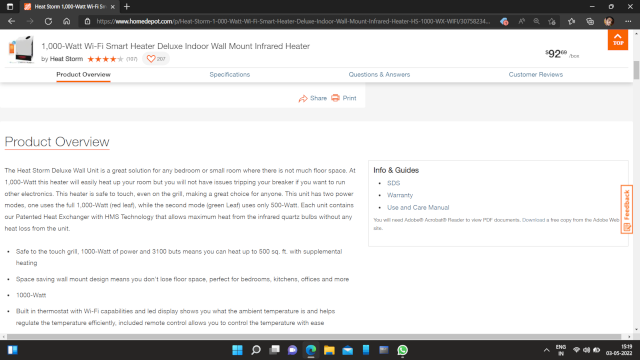 Heat Storm 1,000-Watt Wi-Fi Sm
https://www.homedepot.com/p/Heat-Storm-1-000-Watt-Wi-Fi-Smart-Heater-Deluxe-Indoor-Wall-Mount-Infrared-Heater-HS-1000-WX-WIFI/30758234...
1,000-Watt Wi-Fi Smart Heater Deluxe Indoor Wall Mount Infrared Heater
by Heat Storm (107) 207
$92 69 /box
TOP
Product Overview Specifications Questions & Answers Customer Reviews
Share Print
Product Overview
The Heat Storm Deluxe Wall Unit is a great solution for any bedroom or small room where there is not much floor space. At
1,000-Watt this heater will easily heat up your room but you will not have issues tripping your breaker if you want to run
other electronics. This heater is safe to touch, even on the grill, making a great choice for anyone. This unit has two power
modes, one uses the full 1,000-Watt (red leaf), while the second mode (green Leaf) uses only 500-Watt. Each unit contains
our Patented Heat Exchanger with HMS Technology that allows maximum heat from the infrared quartz bulbs without any
heat loss from the unit.
• Safe to the touch grill, 1000-Watt of power and 3100 buts means you can heat up to 500 sq. ft. with supplemental
heating
• Space saving wall mount design means you don't lose floor space, perfect for bedrooms, kitchens, offices and more
• 1000-Watt
• Built in thermostat with Wi-Fi capabilities and led display shows you what the ambient temperature is and helps
regulate the temperature efficiently, included remote control allows you to control the temperature with ease
Info & Guides
• SDS
• Warranty
• Use and Care Manual
You will need Adobe® Acrobat® Reader to view PDF documents. Download a free copy from the Adobe Web
site.
Feedback
ENG
IN
15:19
03-05-2022